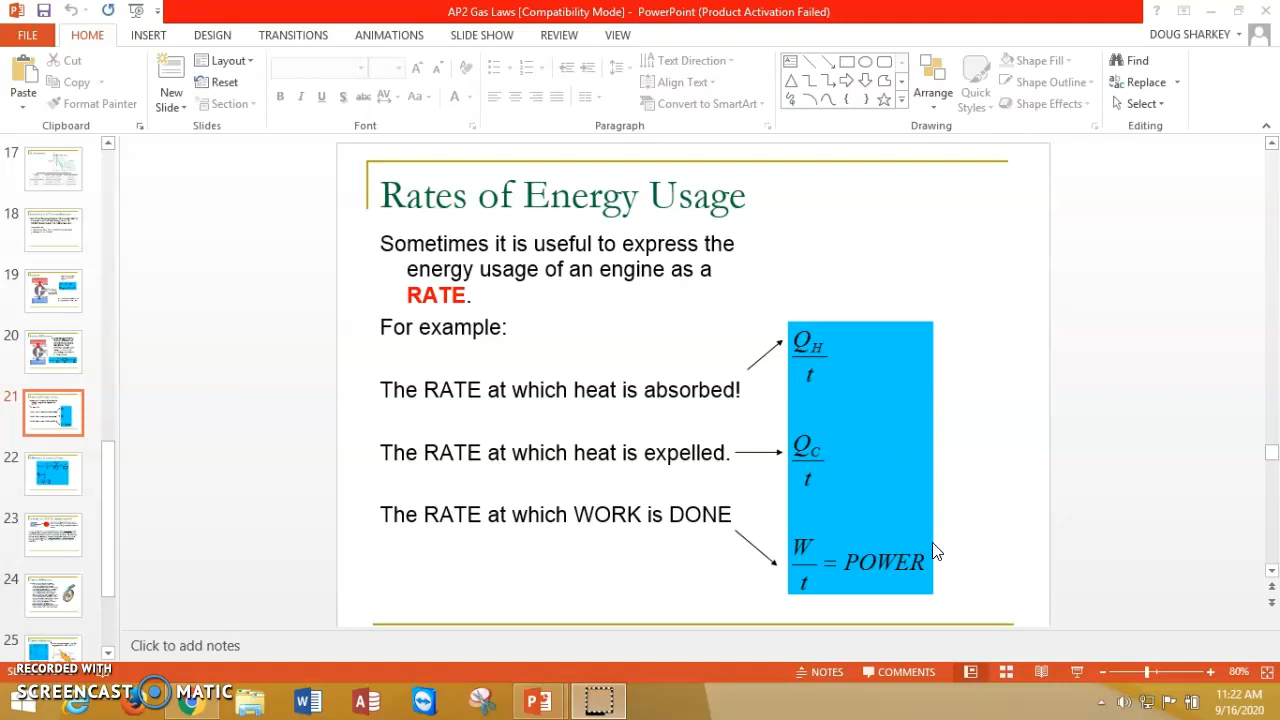 AP2 Gas Laws [Compatibility Mode] - PowerPoint (Product Activation Failed)
FILE HOME INSERT DESIGN TRANSITIONS ANIMATIONS SLIDE SHOW REVIEW VIEW DOUG SHARKEY
Paste
Cut
Copy
Format Painter
Clipboard
New
Slide
Layout
Reset
Section
Slides
B I U S abc AV Aa A
Font
Text Direction
Align Text
Convert to SmartArt
Paragraph
Arrange
Quick
Styles
Shape Fill
Shape Outline
Shape Effects
Drawing
Find
Replace
Select
Editing
17
18
19
20
21
22
23
24
25
Rates of Energy Usage
Sometimes it is useful to express the
energy usage of an engine as a
RATE.
For example:
The RATE at which heat is absorbed!
The RATE at which heat is expelled.
The RATE at which WORK is DONE
Q_H
t
Q_C
t
W
t
= POWER
Click to add notes
NOTES COMMENTS 80%
RECORDED WITH
SCREENCAST MATIC
11:22 AM
9/16/2020